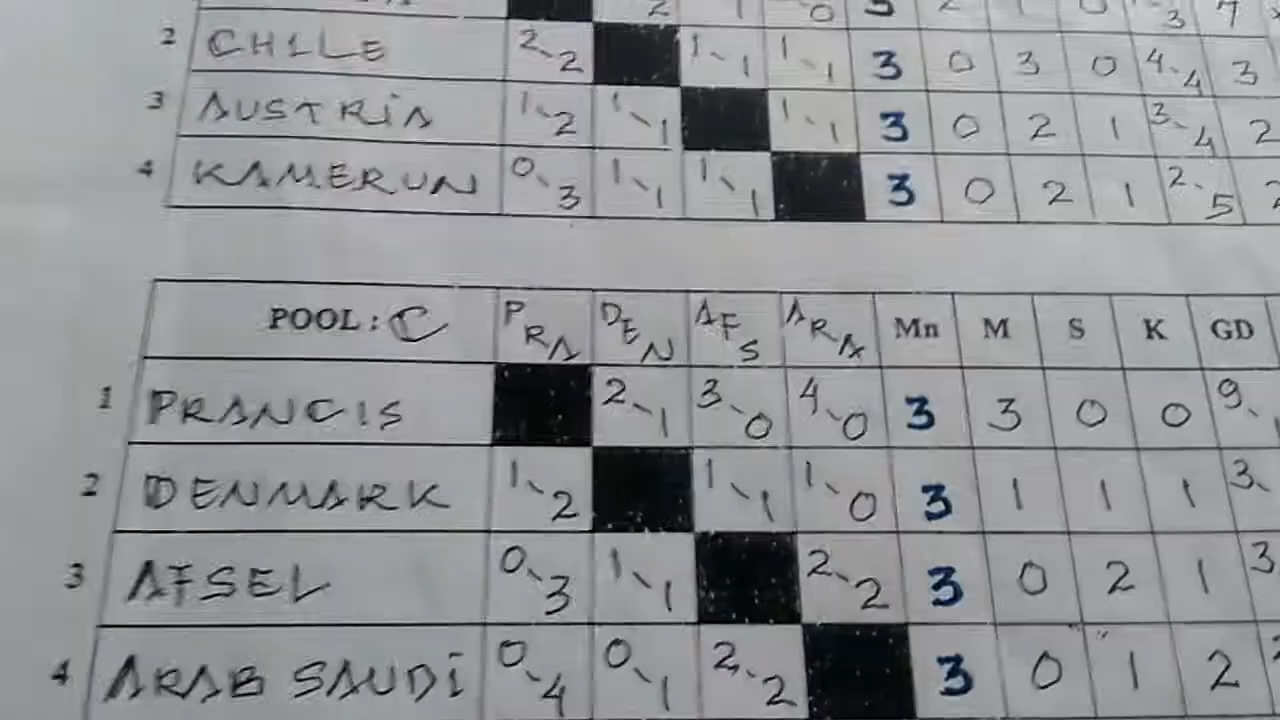 2 CHILE 2-2 1-1 1-1 3 0 3 0 4-4 3
3 AUSTRIA 1-2 1-1 1-1 3 0 2 1 3-4 2
4 KAMERUN 0-3 1-1 1-1 3 0 2 1 2-5
POOL: C PRA DEN AFS ARA Mn M S K GD
1 PRANCIS 2-1 3-0 4-0 3 3 0 0 9-
2 DENMARK 1-2 1-1 1-0 3 1 1 1 3-
3 AFSEL 0-3 1-1 2-2 3 0 2 1 3
4 ARAB SAUDI 0-4 0-1 2-2 3 0 1 2